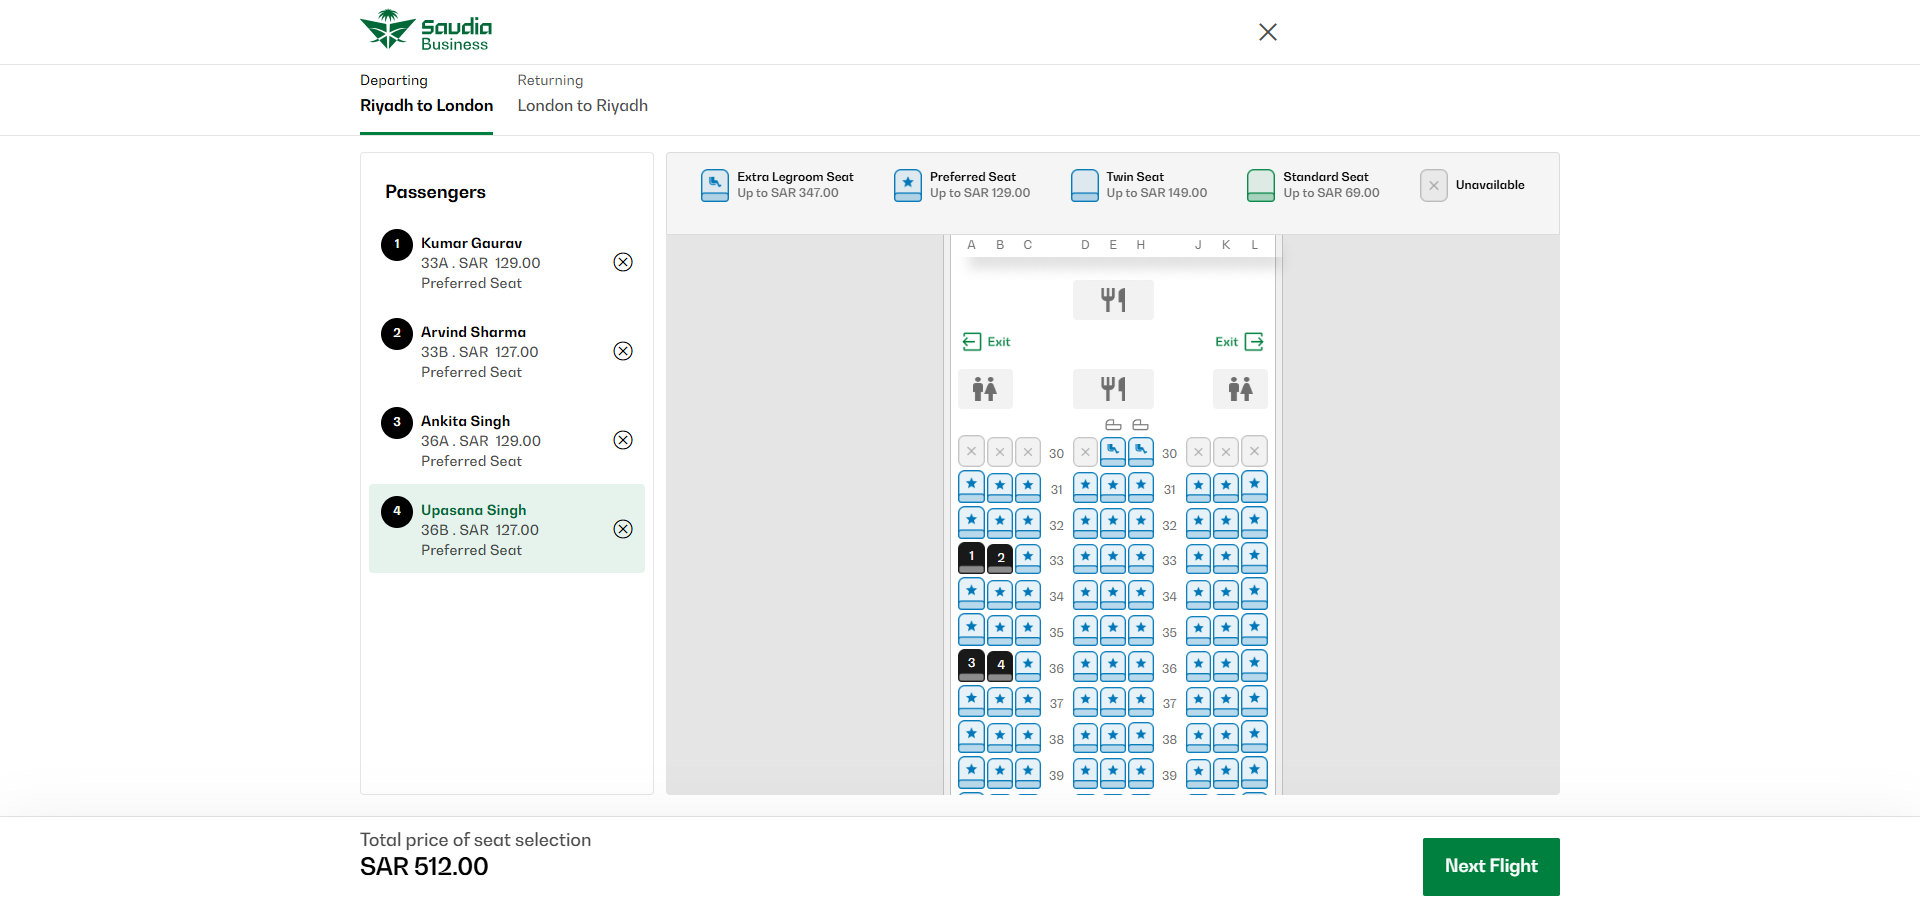 Saudia
Business
Departing
Riyadh to London
Returning
London to Riyadh
Passengers
1
Kumar Gaurav
33A . SAR 129.00
Preferred Seat
2
Arvind Sharma
33B . SAR 127.00
Preferred Seat
3
Ankita Singh
36A . SAR 129.00
Preferred Seat
4
Upasana Singh
36B . SAR 127.00
Preferred Seat
Extra Legroom Seat
Up to SAR 347.00
Preferred Seat
Up to SAR 129.00
Twin Seat
Up to SAR 149.00
Standard Seat
Up to SAR 69.00
Unavailable
A B C D E H J K L
Exit Exit
30 30
31 31
32 32
1 2 33 33
34 34
35 35
3 4 36 36
37 37
38 38
39 39
Total price of seat selection
SAR 512.00
Next Flight